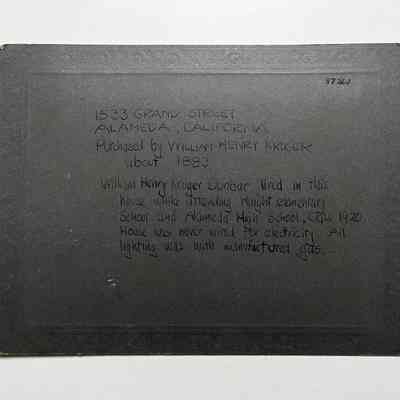 1533 GRAND STREET
ALAMEDA, CALIFORNIA
Purchased by WILLIAM HENRY KRUGER
about 1883
William Henry Kruger Dunbar lived in this
house while attending Haight elementary
School and Alameda High School, 1920
House was never wired for electricity. All
lighting was with manufactured gas.